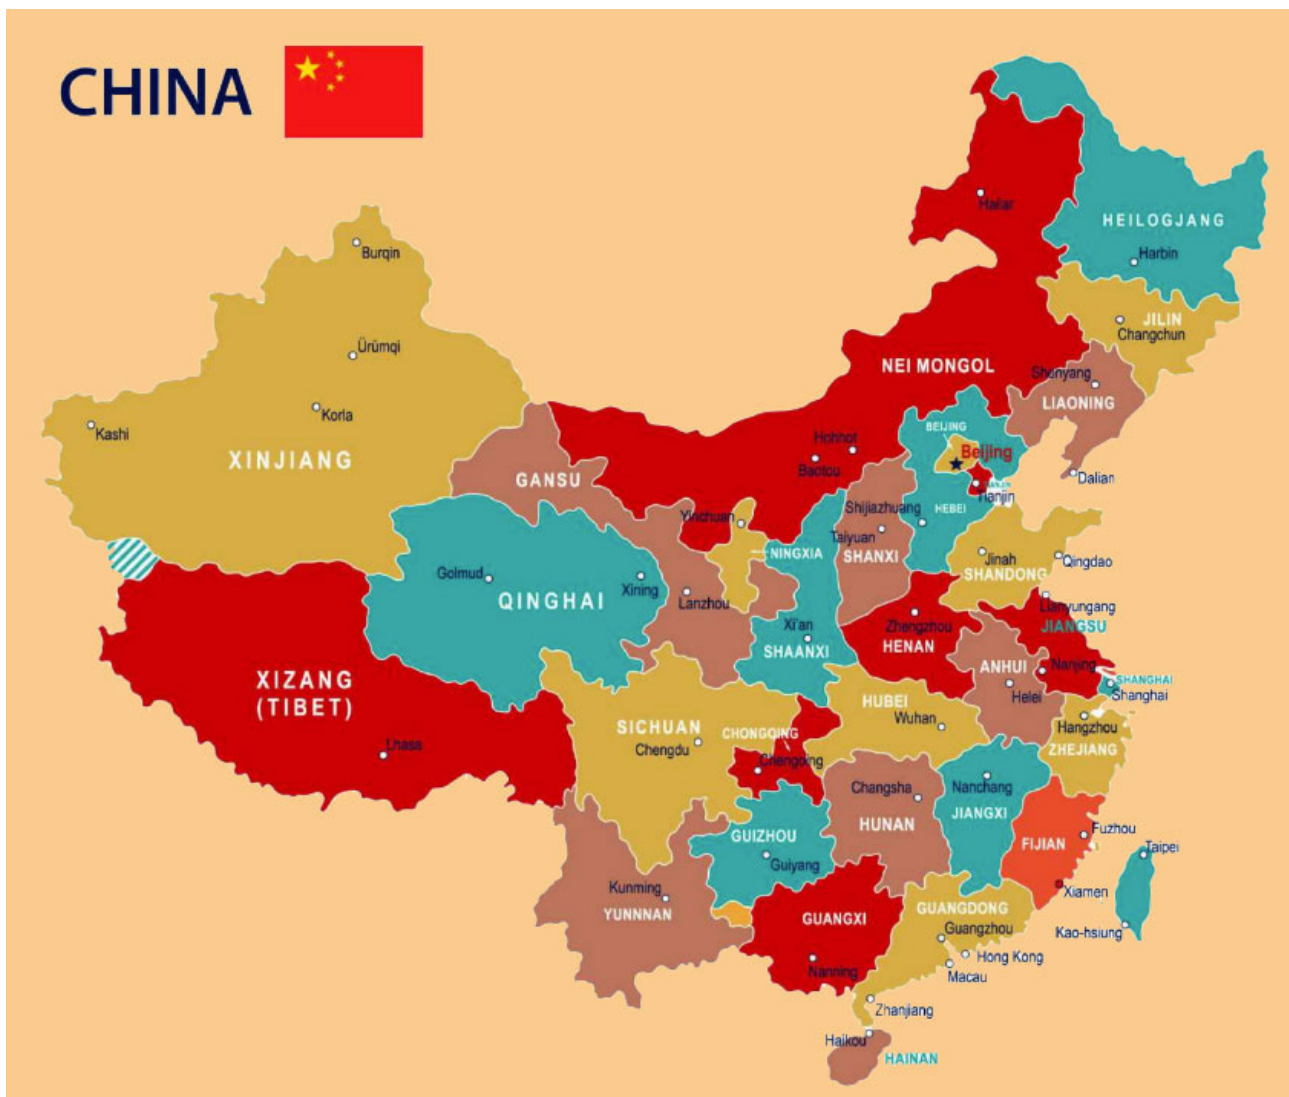 CHINA
Hailar
HEILOGJANG
Harbin
Burqin
JILIN
Changchun
Ürümqi
NEI MONGOL
Shenyang
LIAONING
Korla
Kashi
XINJIANG
BEIJING
Beijing
Hohhot
Baotou
GANSU
Dalian
Tianjin
Shijiazhuang
HEBEI
Yinchuan
Taiyuan
NINGXIA
SHANXI
Jinah
Qingdao
SHANDONG
Golmud
Xining
QINGHAI
Lanzhou
Lianyungang
Zhengzhou
JIANGSU
Xi'an
HENAN
SHAANXI
ANHUI
Nanjing
XIZANG
(TIBET)
SHANGHAI
Shanghai
Helei
HUBEI
Wuhan
Hangzhou
SICHUAN
CHONGQING
Chengdu
ZHEJIANG
Lhasa
Chengqing
Changsha
Nanchang
JIANGXI
HUNAN
GUIZHOU
Fuzhou
FIJIAN
Taipei
Guiyang
Kunming
Xiamen
YUNNNAN
GUANGXI
GUANGDONG
Guangzhou
Kao-hsiung
Hong Kong
Nanning
Macau
Zhanjiang
Haikou
HAINAN